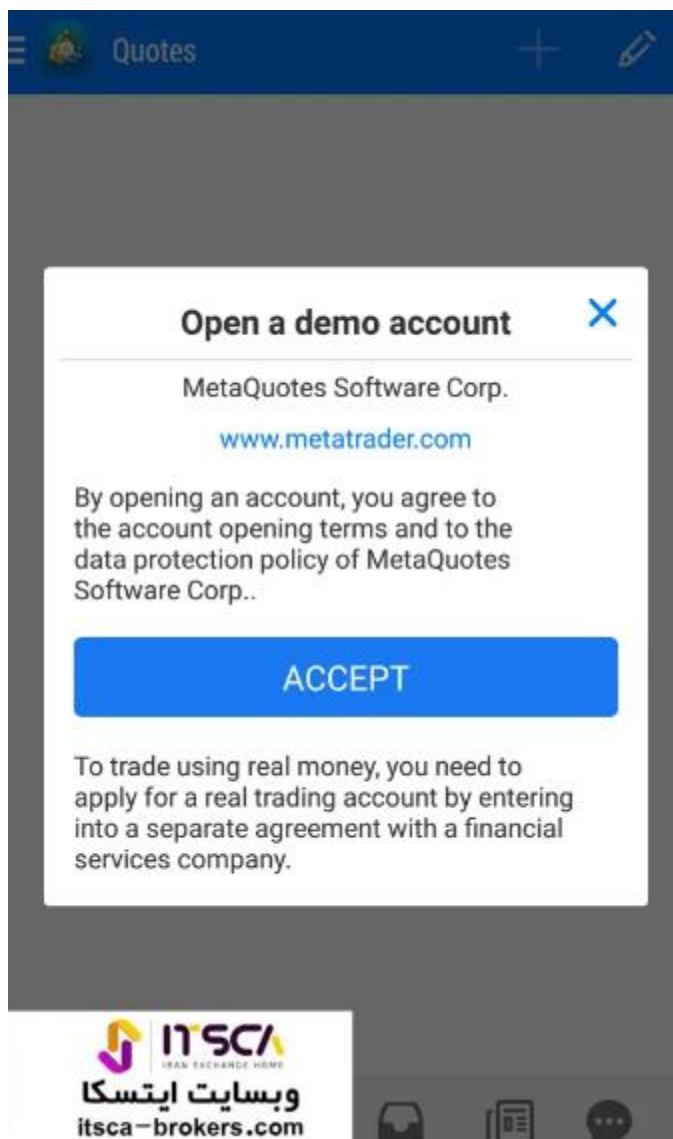 Quotes
Open a demo account
MetaQuotes Software Corp.
www.metatrader.com
By opening an account, you agree to
the account opening terms and to the
data protection policy of MetaQuotes
Software Corp..
ACCEPT
To trade using real money, you need to
apply for a real trading account by entering
into a separate agreement with a financial
services company.
ITSCA
IRAN EXCHANGE HOME
وبسایت ایتسکا
itsca-brokers.com